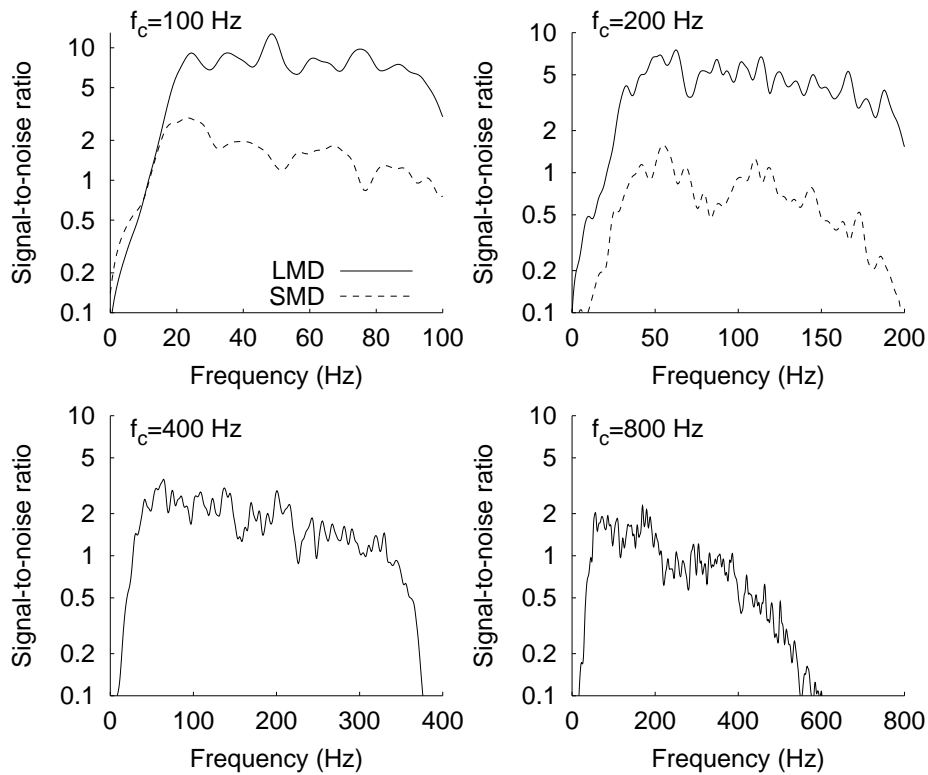 f_c=100 Hz
Signal-to-noise ratio
10
5
2
1
0.5
0.2
0.1
LMD
SMD
0 20 40 60 80 100
Frequency (Hz)
f_c=200 Hz
Signal-to-noise ratio
10
5
2
1
0.5
0.2
0.1
0 50 100 150 200
Frequency (Hz)
f_c=400 Hz
Signal-to-noise ratio
10
5
2
1
0.5
0.2
0.1
0 100 200 300 400
Frequency (Hz)
f_c=800 Hz
Signal-to-noise ratio
10
5
2
1
0.5
0.2
0.1
0 200 400 600 800
Frequency (Hz)